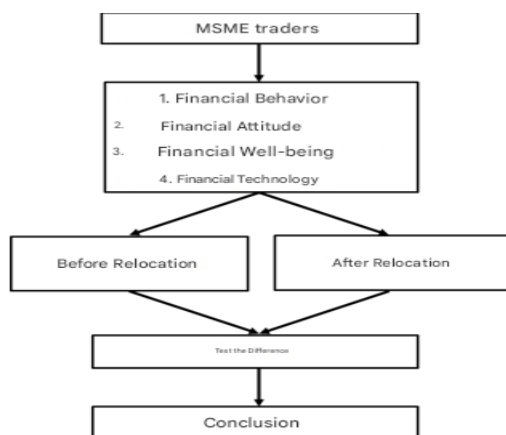 MSME traders
1. Financial Behavior
2. Financial Attitude
3. Financial Well-being
4. Financial Technology
Before Relocation
After Relocation
Test the Difference
Conclusion